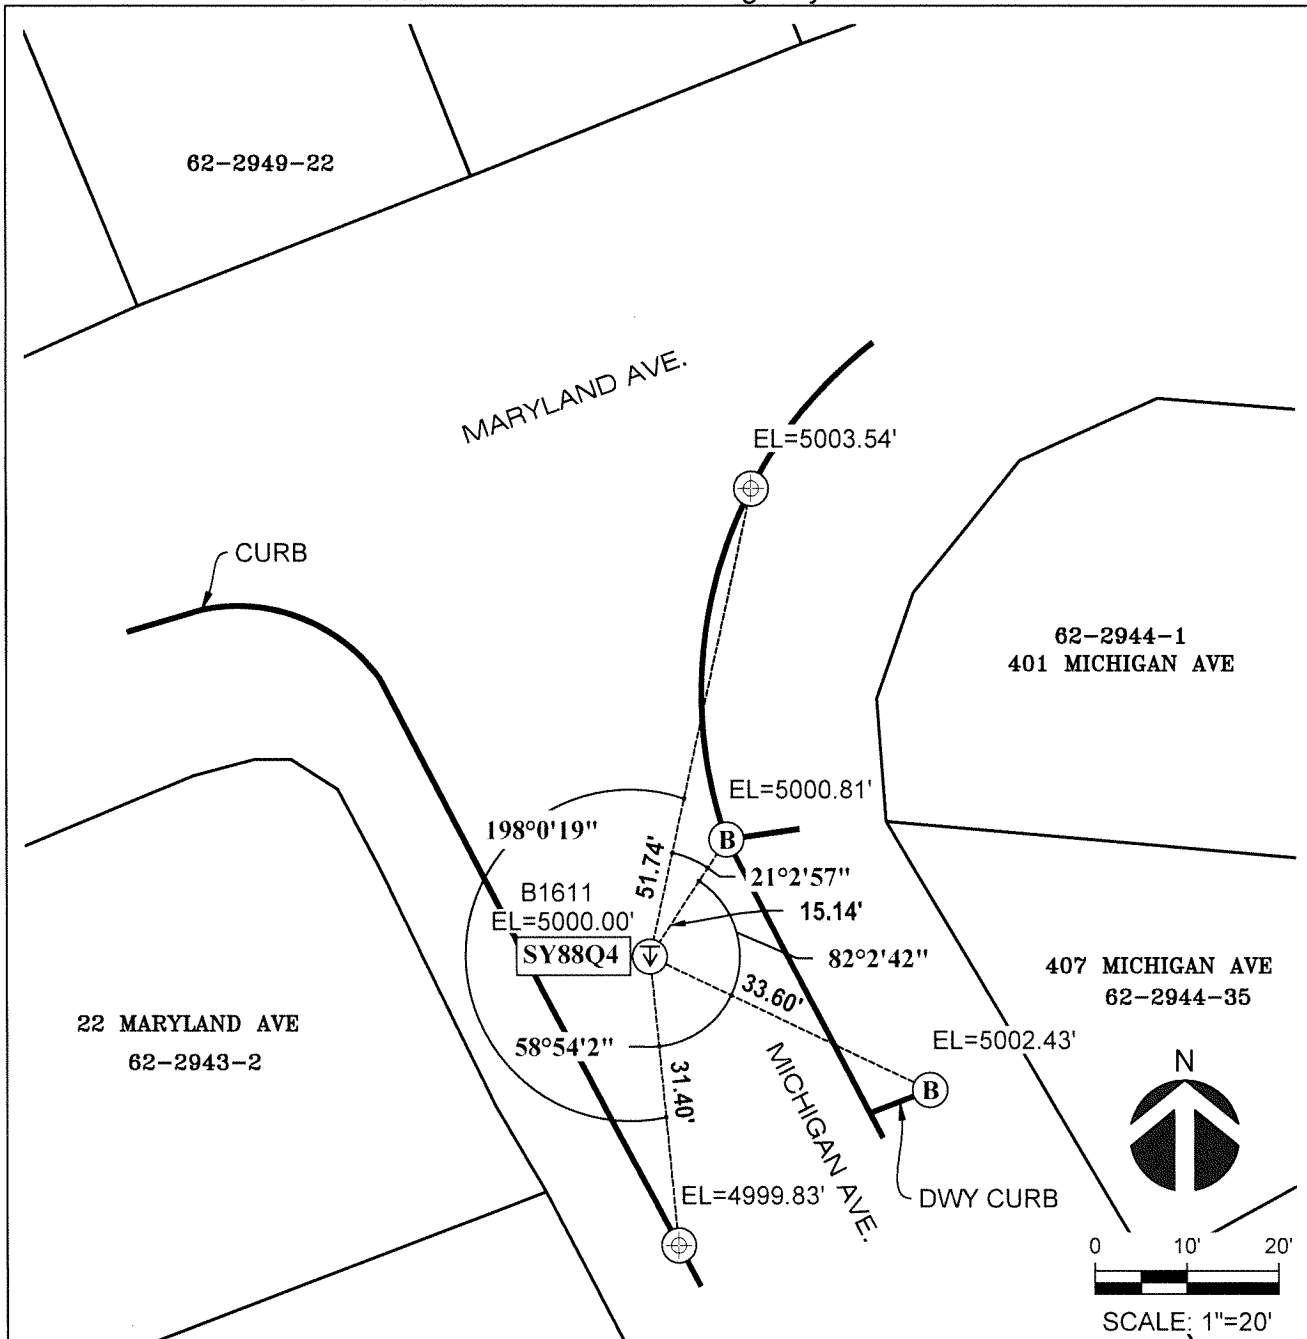 62-2949-22
MARYLAND AVE.
EL=5003.54'
CURB
62-2944-1
401 MICHIGAN AVE
EL=5000.81'
198°0'19"
B
51.74'
21°2'57"
B1611
EL=5000.00'
15.14'
SY88Q4
82°2'42"
33.60'
407 MICHIGAN AVE
62-2944-35
22 MARYLAND AVE
62-2943-2
58°54'2"
EL=5002.43'
31.40'
MICHIGAN AVE.
B
N
EL=4999.83'
DWY CURB
0 10' 20'
SCALE: 1"=20'